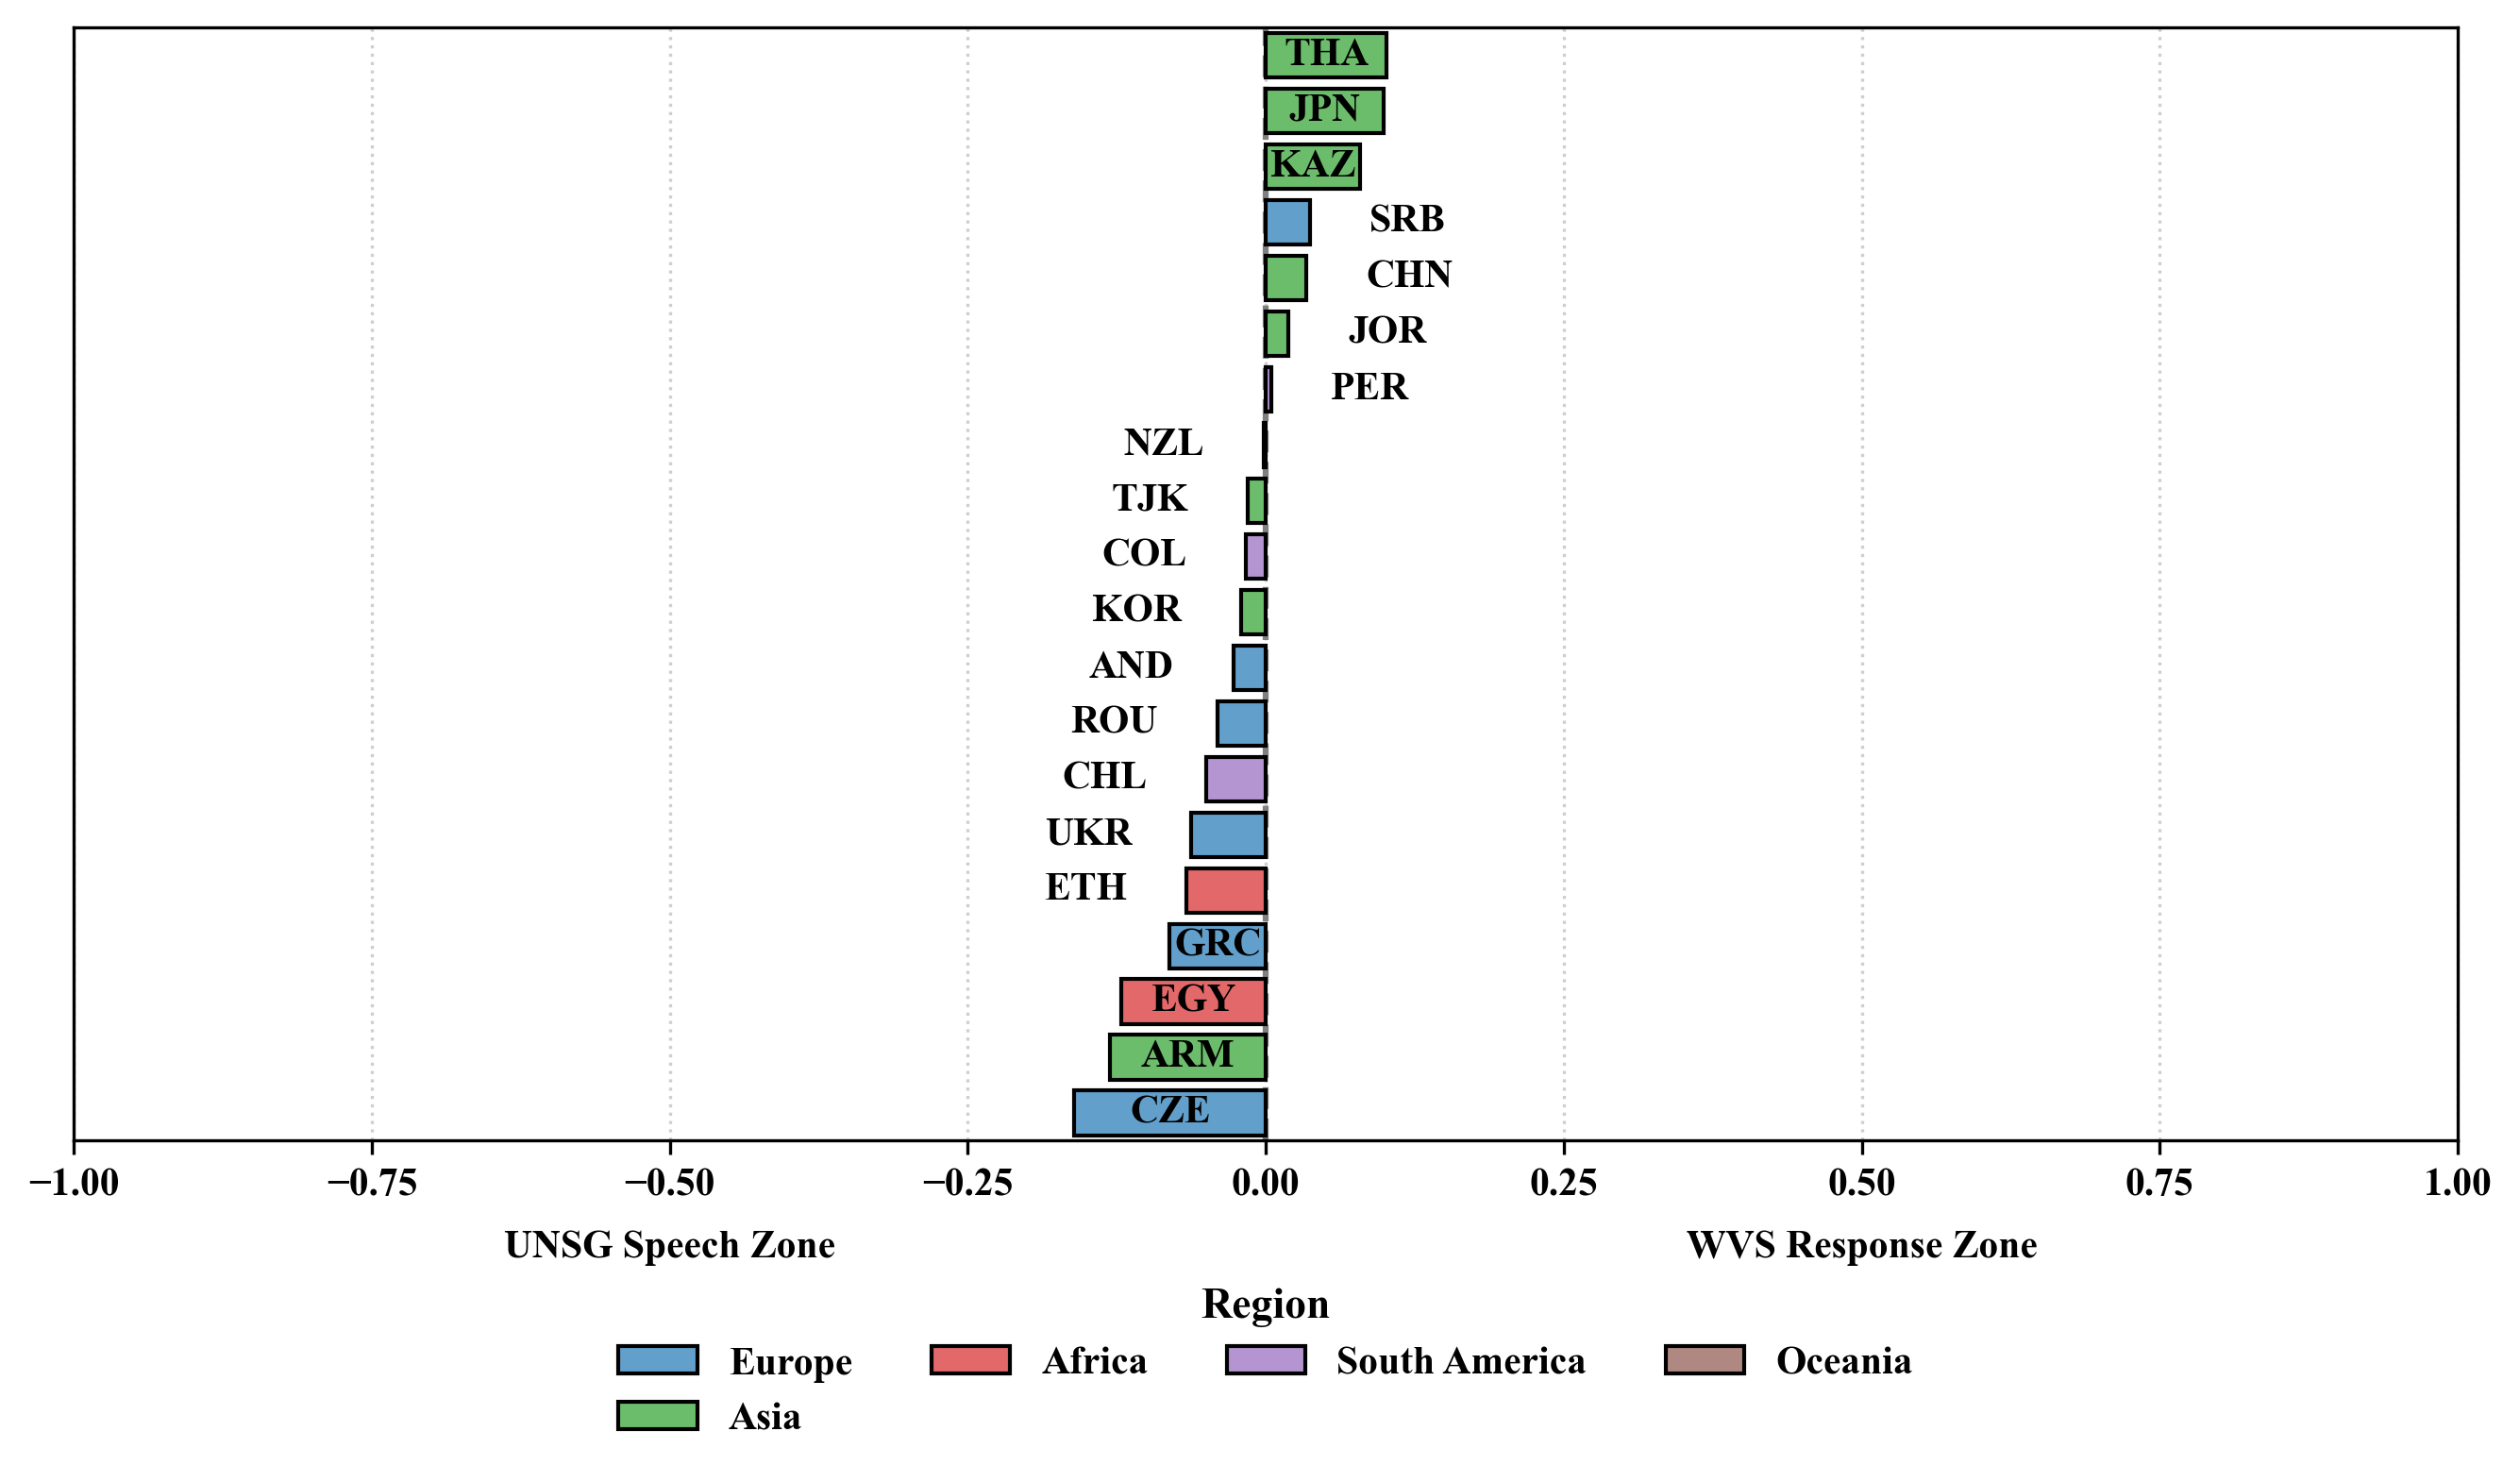 THA
JPN
KAZ
SRB
CHN
JOR
PER
NZL
TJK
COL
KOR
AND
ROU
CHL
UKR
ETH
GRC
EGY
ARM
CZE
−1.00 −0.75 −0.50 −0.25 0.00 0.25 0.50 0.75 1.00
UNSG Speech Zone WVS Response Zone
Region
Europe Africa South America Oceania
Asia